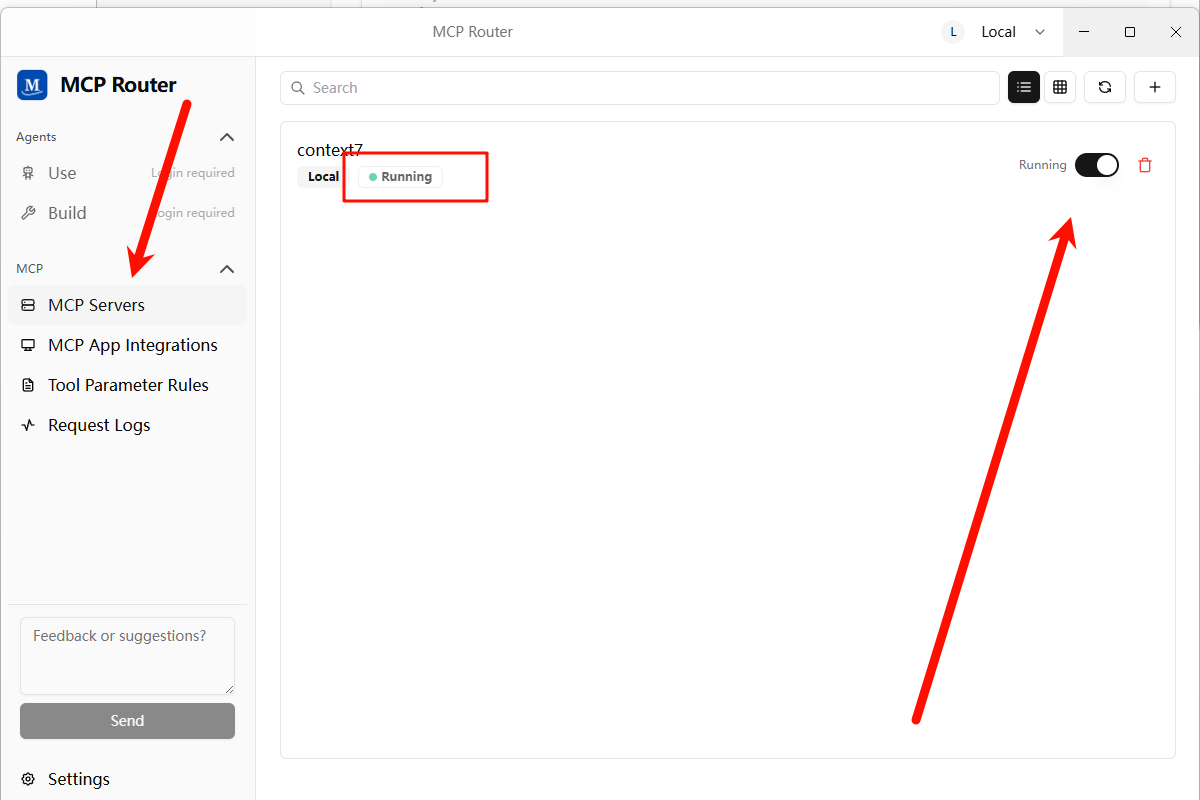 MCP Router
L Local
M MCP Router
Search
Agents
Use Login required
Build Login required
MCP
MCP Servers
MCP App Integrations
Tool Parameter Rules
Request Logs
context7
Local Running
Running
Feedback or suggestions?
Send
Settings